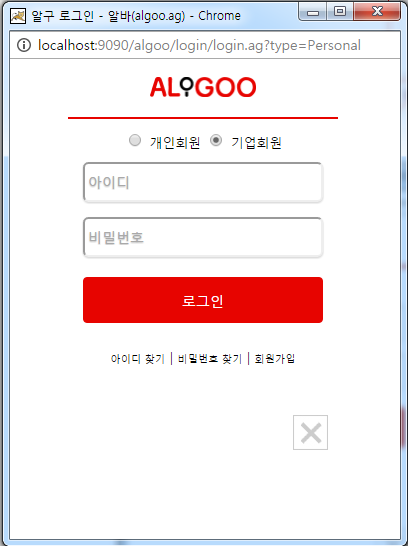 알구 로그인 - 알바(algoo.ag) - Chrome
localhost:9090/algoo/login/login.ag?type=Personal
ALGOO
개인회원 기업회원
아이디
비밀번호
로그인
아이디 찾기 | 비밀번호 찾기 | 회원가입